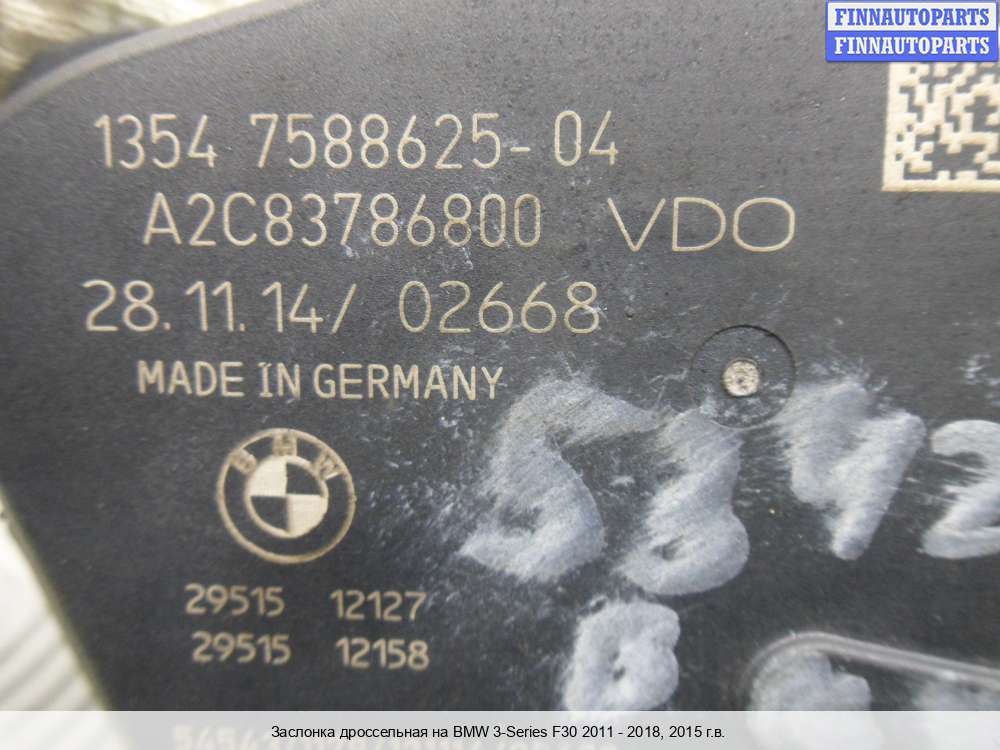 FINNAUTOPARTS
FINNAUTOPARTS
1354 7588625-04
A2C83786800 VDO
28.11.14/ 02668
MADE IN GERMANY
BMW
29515 12127
29515 12158
Заслонка дроссельная на BMW 3-Series F30 2011 - 2018, 2015 г.в.